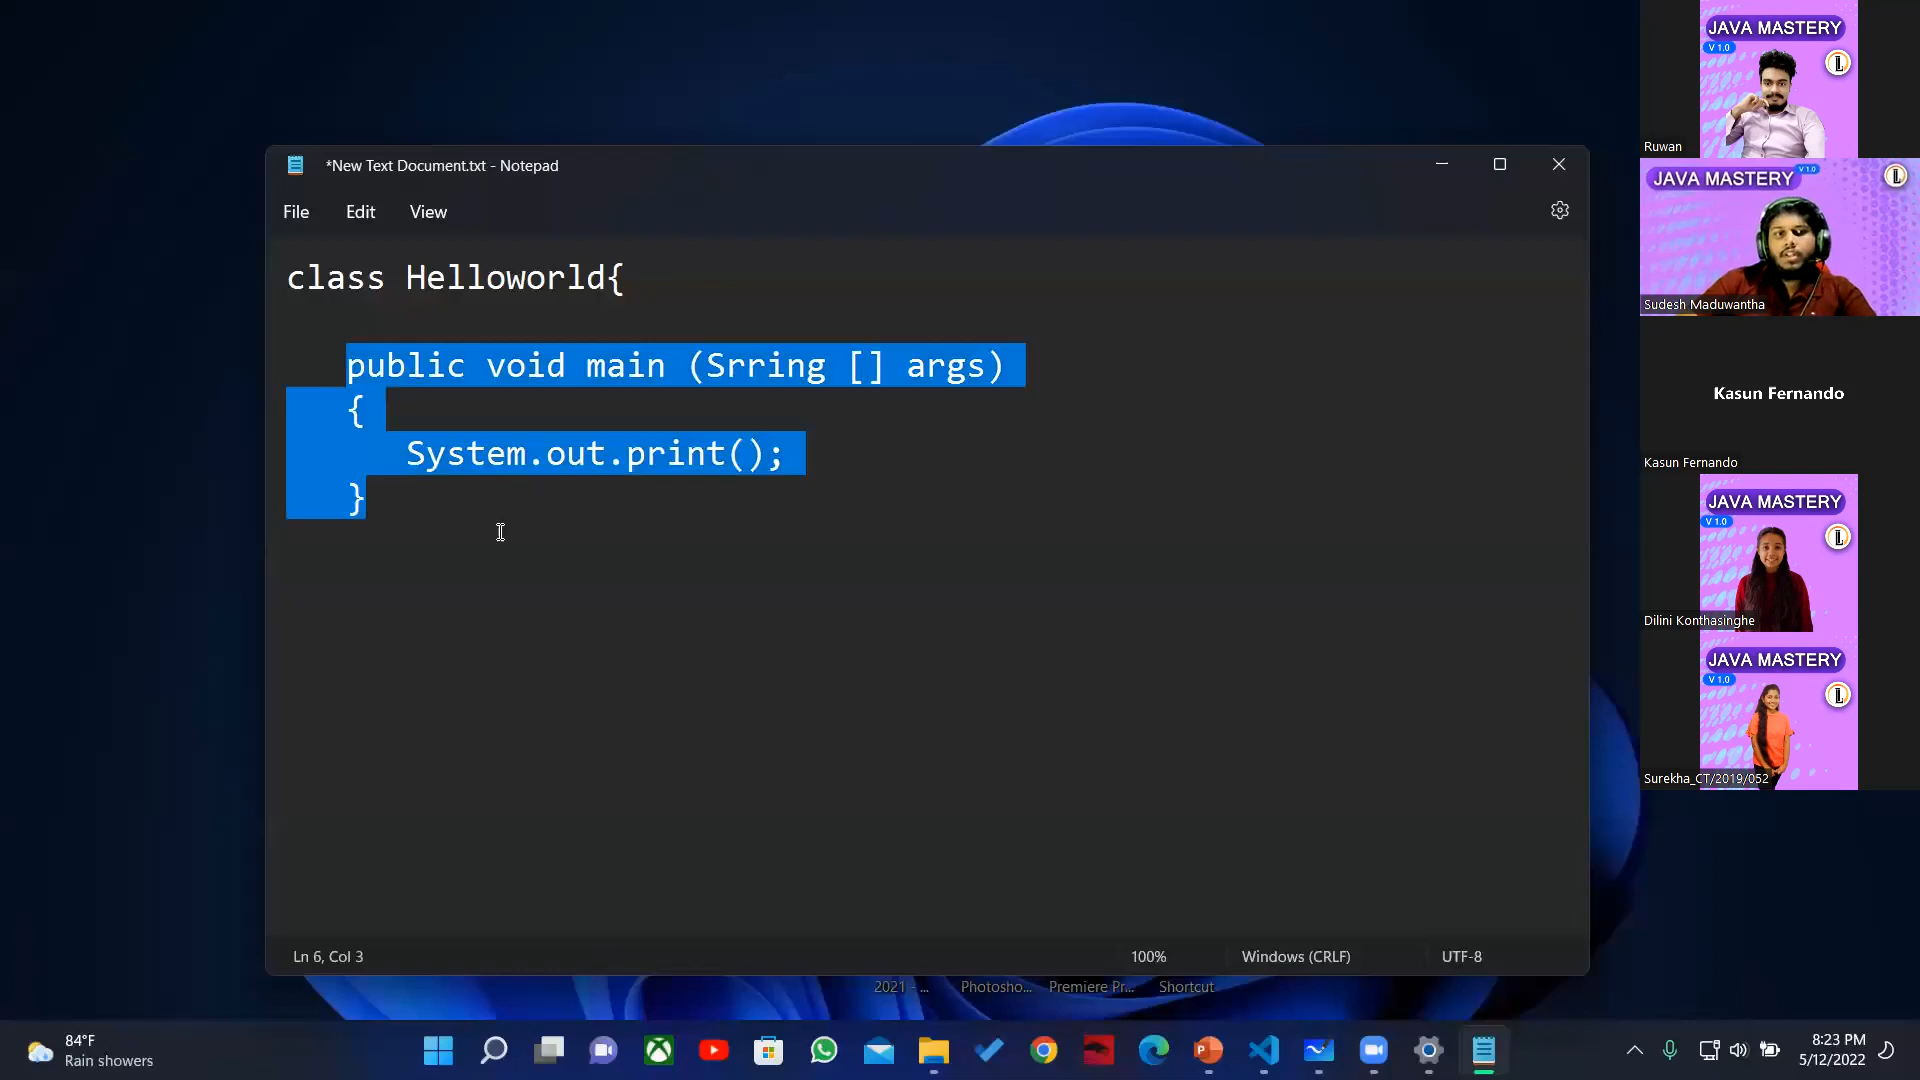 *New Text Document.txt - Notepad
File Edit View
class Helloworld{
public void main (Srring [] args)
{
System.out.print();
}
Ln 6, Col 3
100%
Windows (CRLF)
UTF-8
2021 - ...
Photosho...
Premiere Pr...
Shortcut
84°F
Rain showers
8:23 PM
5/12/2022
JAVA MASTERY
V 1.0
Ruwan
JAVA MASTERY
V 1.0
Sudesh Maduwantha
Kasun Fernando
Kasun Fernando
JAVA MASTERY
V 1.0
Dilini Konthasinghe
JAVA MASTERY
V 1.0
Surekha_CT/2019/052